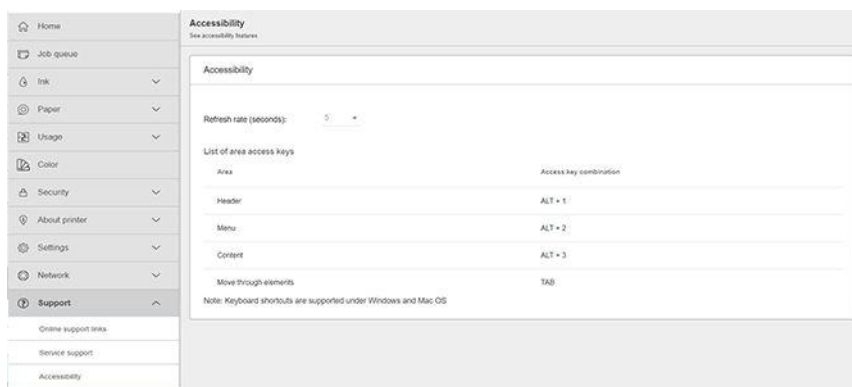 Home
Job queue
Ink
Paper
Usage
Color
Security
About printer
Settings
Network
Support
Online support links
Service support
Accessibility
Accessibility
See accessibility features
Accessibility
Refresh rate (seconds): 5
List of area access keys
Area Access key combination
Header ALT + 1
Menu ALT + 2
Content ALT + 3
Move through elements TAB
Note: Keyboard shortcuts are supported under Windows and Mac OS